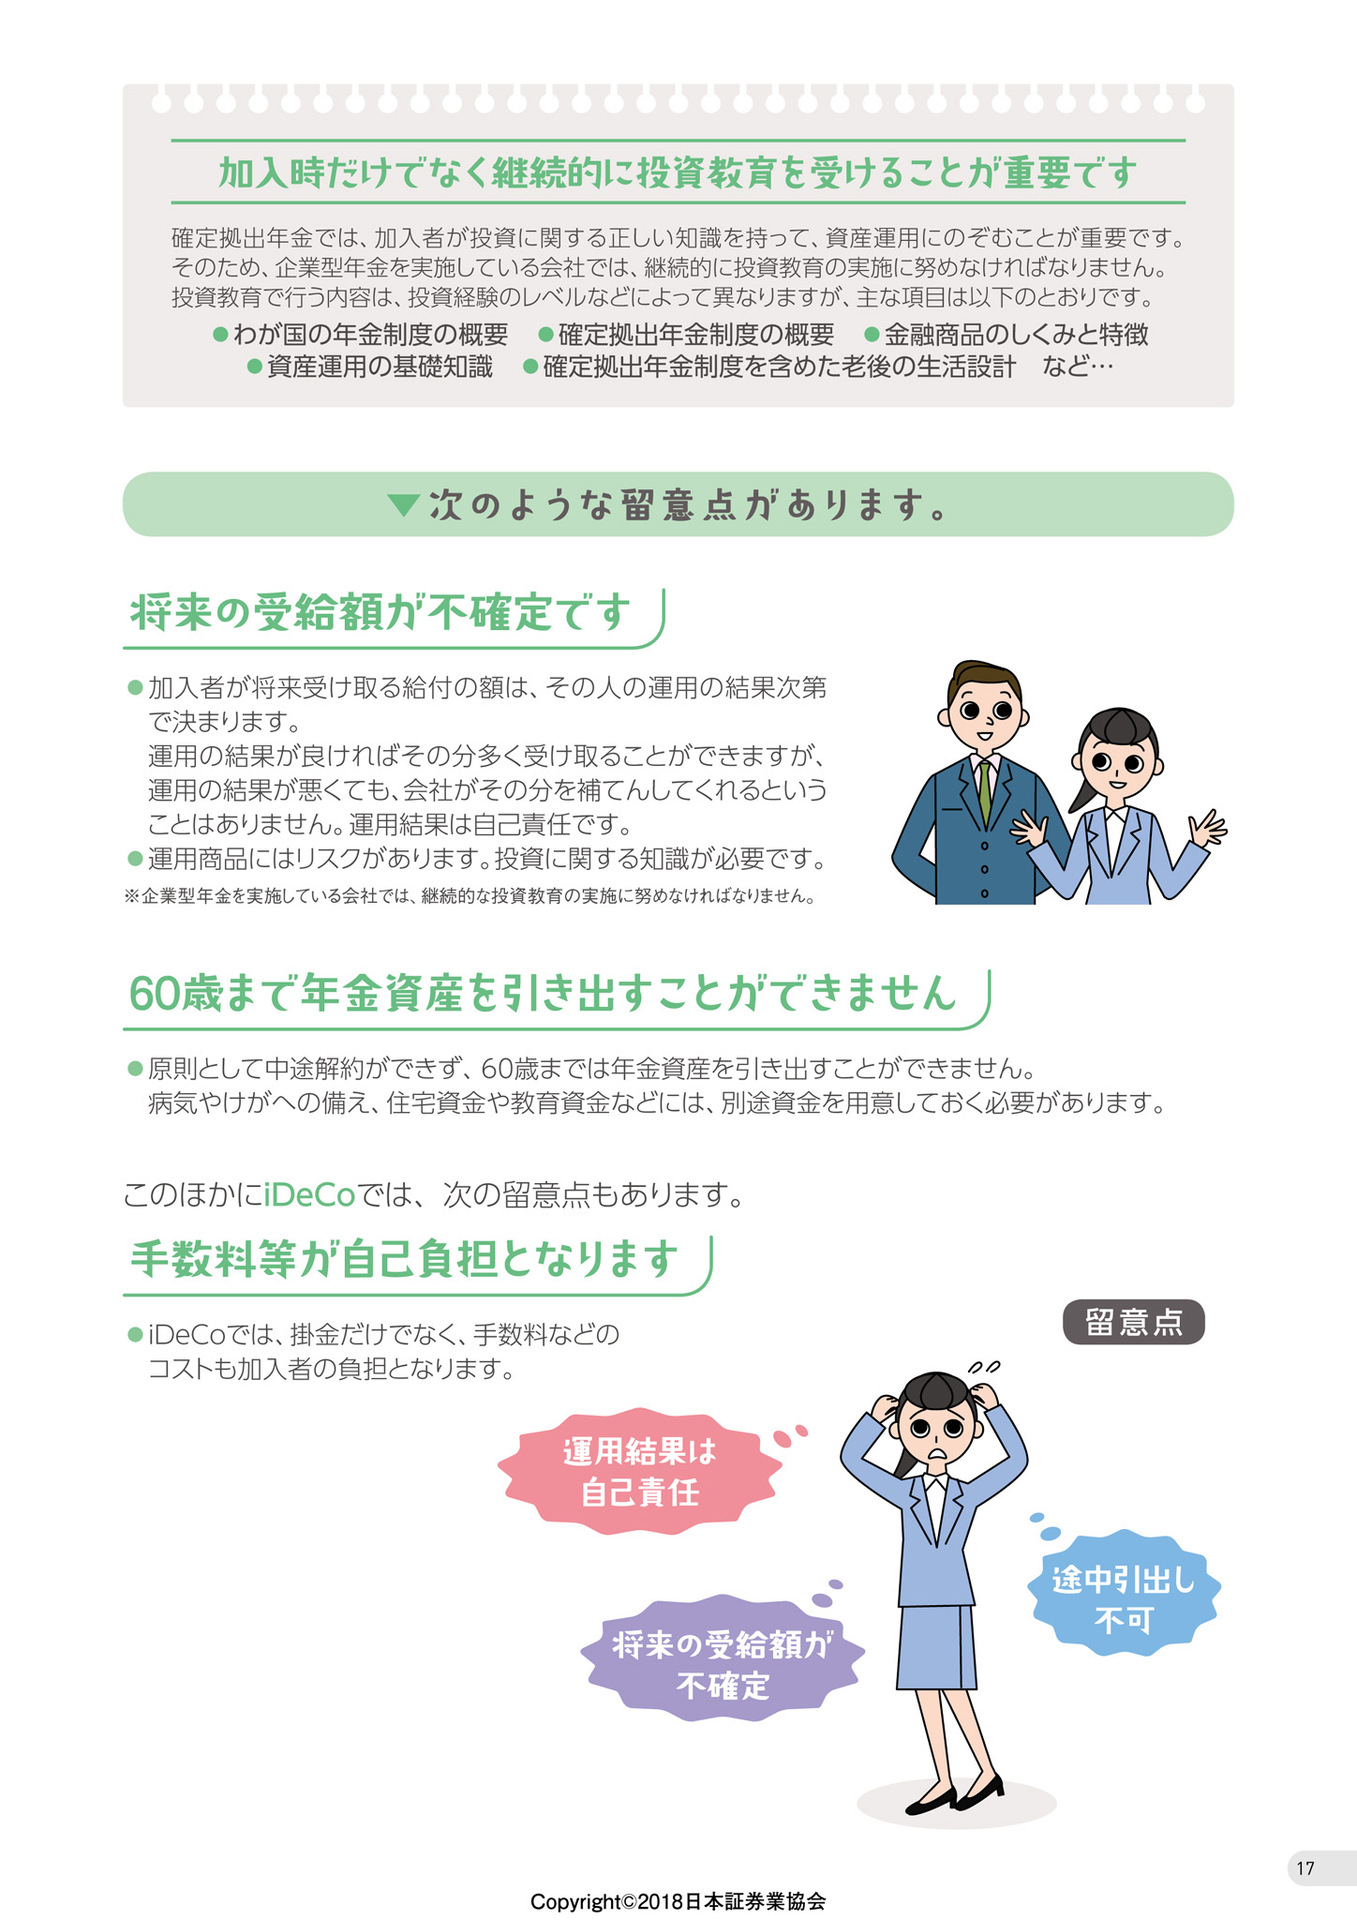 加入時だけでなく継続的に投資教育を受けることが重要です
確定拠出年金では、加入者が投資に関する正しい知識を持って、資産運用にのぞむことが重要です。
そのため、企業型年金を実施している会社では、継続的に投資教育の実施に努めなければなりません。
投資教育で行う内容は、投資経験のレベルなどによって異なりますが、主な項目は以下のとおりです。
●わが国の年金制度の概要 ●確定拠出年金制度の概要 ●金融商品のしくみと特徴
●資産運用の基礎知識 ●確定拠出年金制度を含めた老後の生活設計 など…
▼次のような留意点があります。
将来の受給額が不確定です
●加入者が将来受け取る給付の額は、その人の運用の結果次第
で決まります。
運用の結果が良ければその分多く受け取ることができますが、
運用の結果が悪くても、会社がその分を補てんしてくれるという
ことはありません。運用結果は自己責任です。
●運用商品にはリスクがあります。投資に関する知識が必要です。
※企業型年金を実施している会社では、継続的な投資教育の実施に努めなければなりません。
60歳まで年金資産を引き出すことができません
●原則として中途解約ができず、60歳までは年金資産を引き出すことができません。
病気やけがへの備え、住宅資金や教育資金などには、別途資金を用意しておく必要があります。
このほかにiDeCoでは、次の留意点もあります。
手数料等が自己負担となります
●iDeCoでは、掛金だけでなく、手数料などの
コストも加入者の負担となります。
留意点
運用結果は
自己責任
途中引出し
不可
将来の受給額が
不確定
17
Copyright©2018日本証券業協会